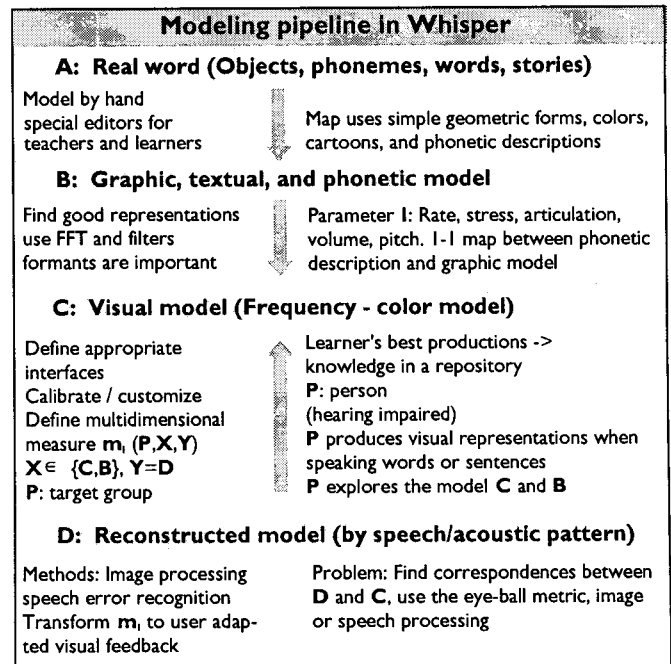 Modeling pipeline in Whisper
A: Real word (Objects, phonemes, words, stories)
Model by hand
special editors for
teachers and learners
Map uses simple geometric forms, colors,
cartoons, and phonetic descriptions
B: Graphic, textual, and phonetic model
Find good representations
use FFT and filters
formants are important
Parameter I: Rate, stress, articulation,
volume, pitch. 1-1 map between phonetic
description and graphic model
C: Visual model (Frequency - color model)
Define appropriate
interfaces
Calibrate / customize
Define multidimensional
measure mᵢ (P,X,Y)
X∈ {C,B}, Y=D
P: target group
Learner's best productions ->
knowledge in a repository
P: person
(hearing impaired)
P produces visual representations when
speaking words or sentences
P explores the model C and B
D: Reconstructed model (by speech/acoustic pattern)
Methods: Image processing
speech error recognition
Transform mᵢ to user adap-
ted visual feedback
Problem: Find correspondences between
D and C, use the eye-ball metric, image
or speech processing